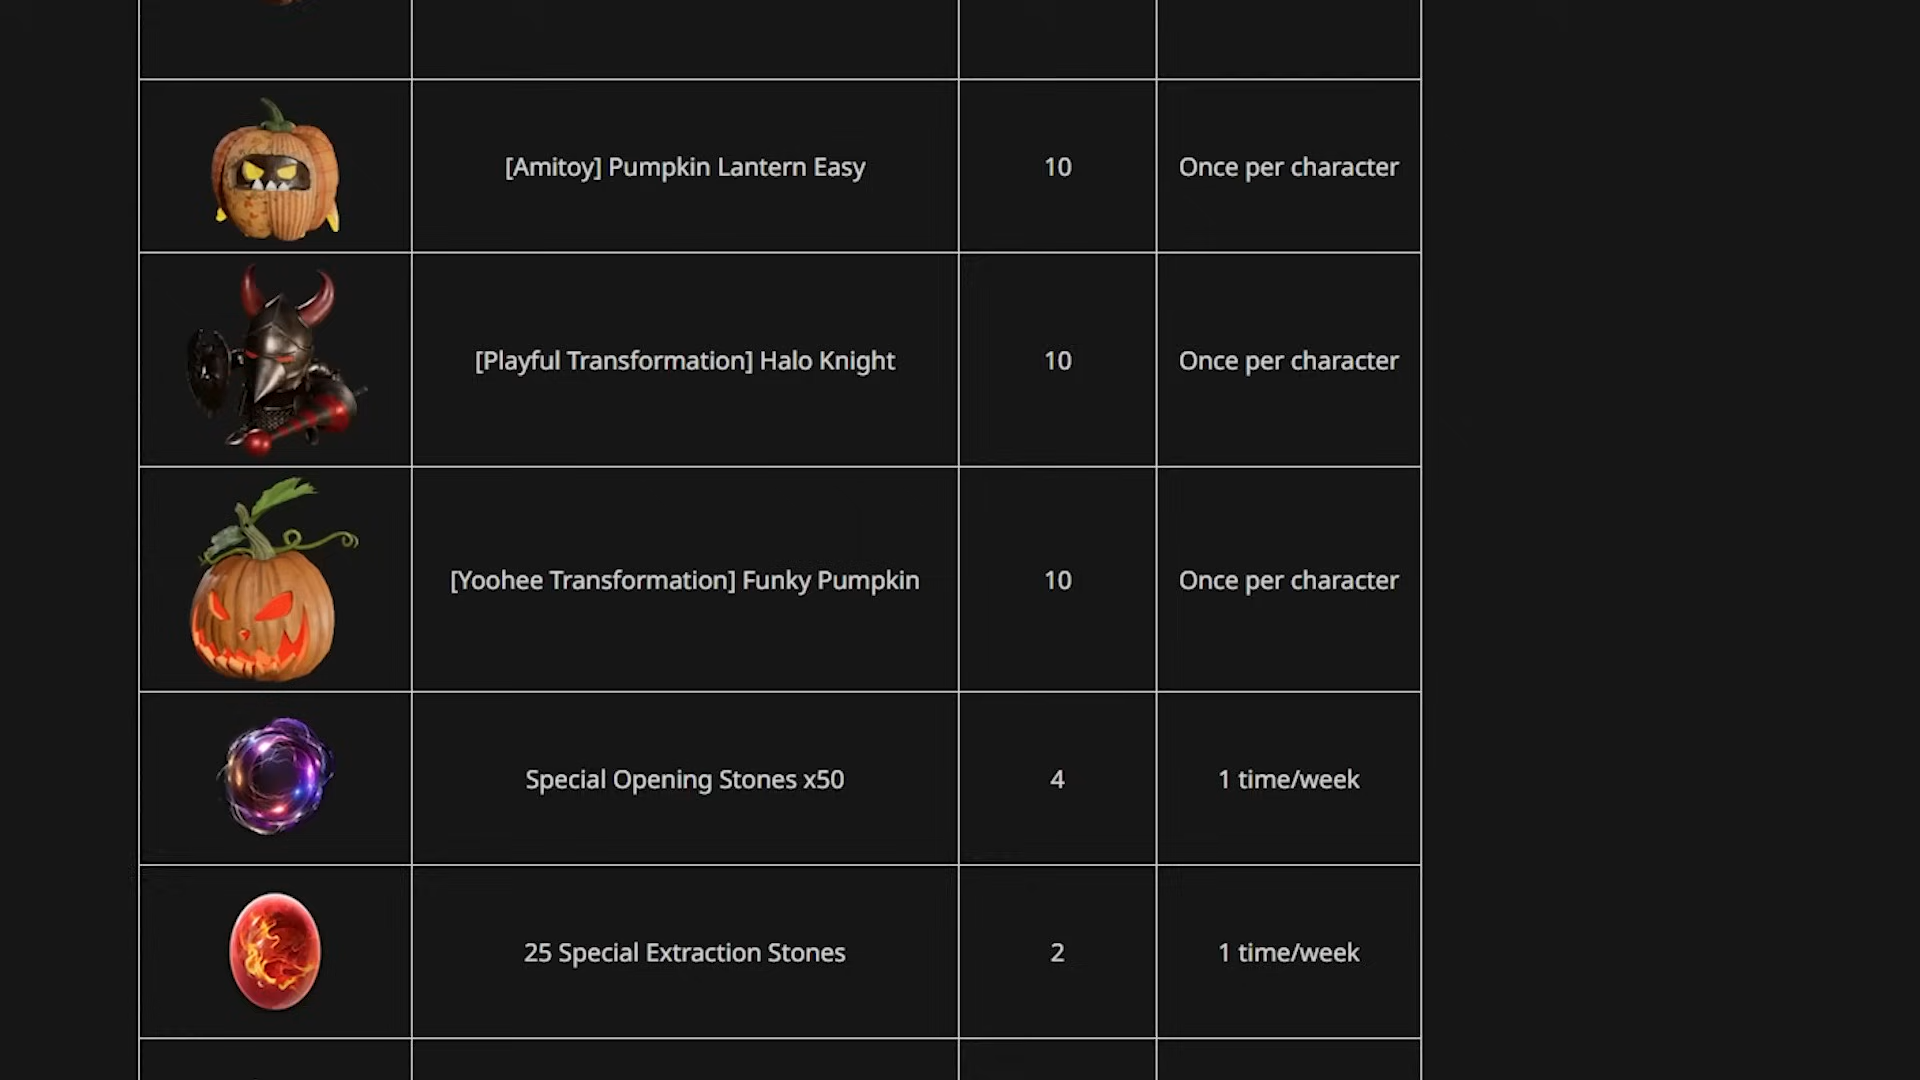 [Amitoy] Pumpkin Lantern Easy 10 Once per character
[Playful Transformation] Halo Knight 10 Once per character
[Yoohee Transformation] Funky Pumpkin 10 Once per character
Special Opening Stones x50 4 1 time/week
25 Special Extraction Stones 2 1 time/week